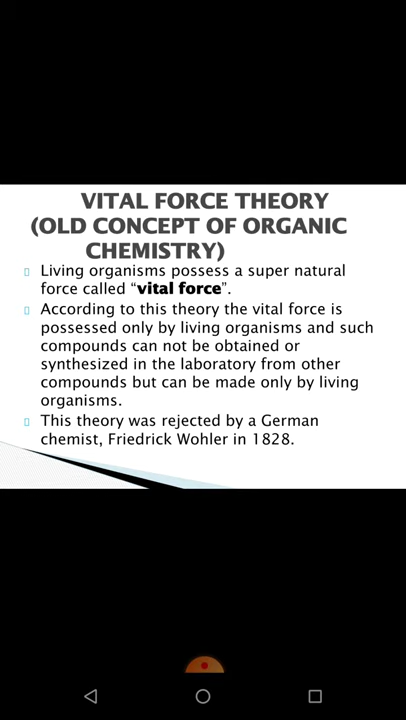 VITAL FORCE THEORY
(OLD CONCEPT OF ORGANIC
CHEMISTRY)
Living organisms possess a super natural
force called “vital force”.
According to this theory the vital force is
possessed only by living organisms and such
compounds can not be obtained or
synthesized in the laboratory from other
compounds but can be made only by living
organisms.
This theory was rejected by a German
chemist, Friedrick Wohler in 1828.